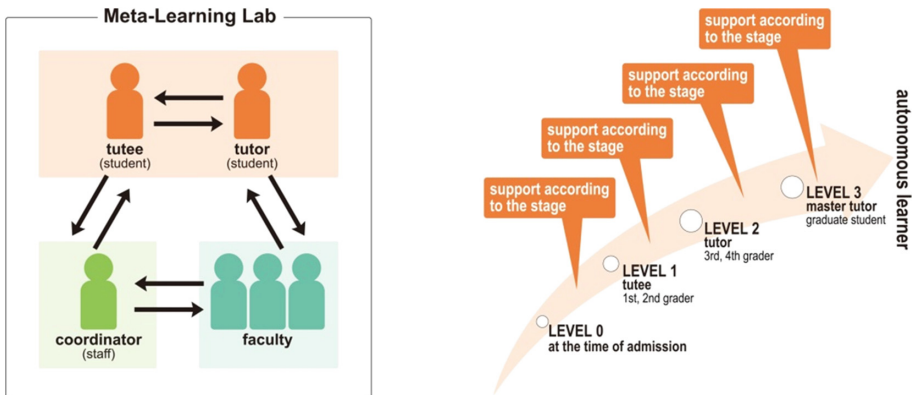 Meta-Learning Lab
tutee
(student)
tutor
(student)
coordinator
(staff)
faculty
support according
to the stage
support according
to the stage
support according
to the stage
support according
to the stage
LEVEL 3
master tutor
graduate student
LEVEL 2
tutor
3rd, 4th grader
LEVEL 1
tutee
1st, 2nd grader
LEVEL 0
at the time of admission
autonomous learner